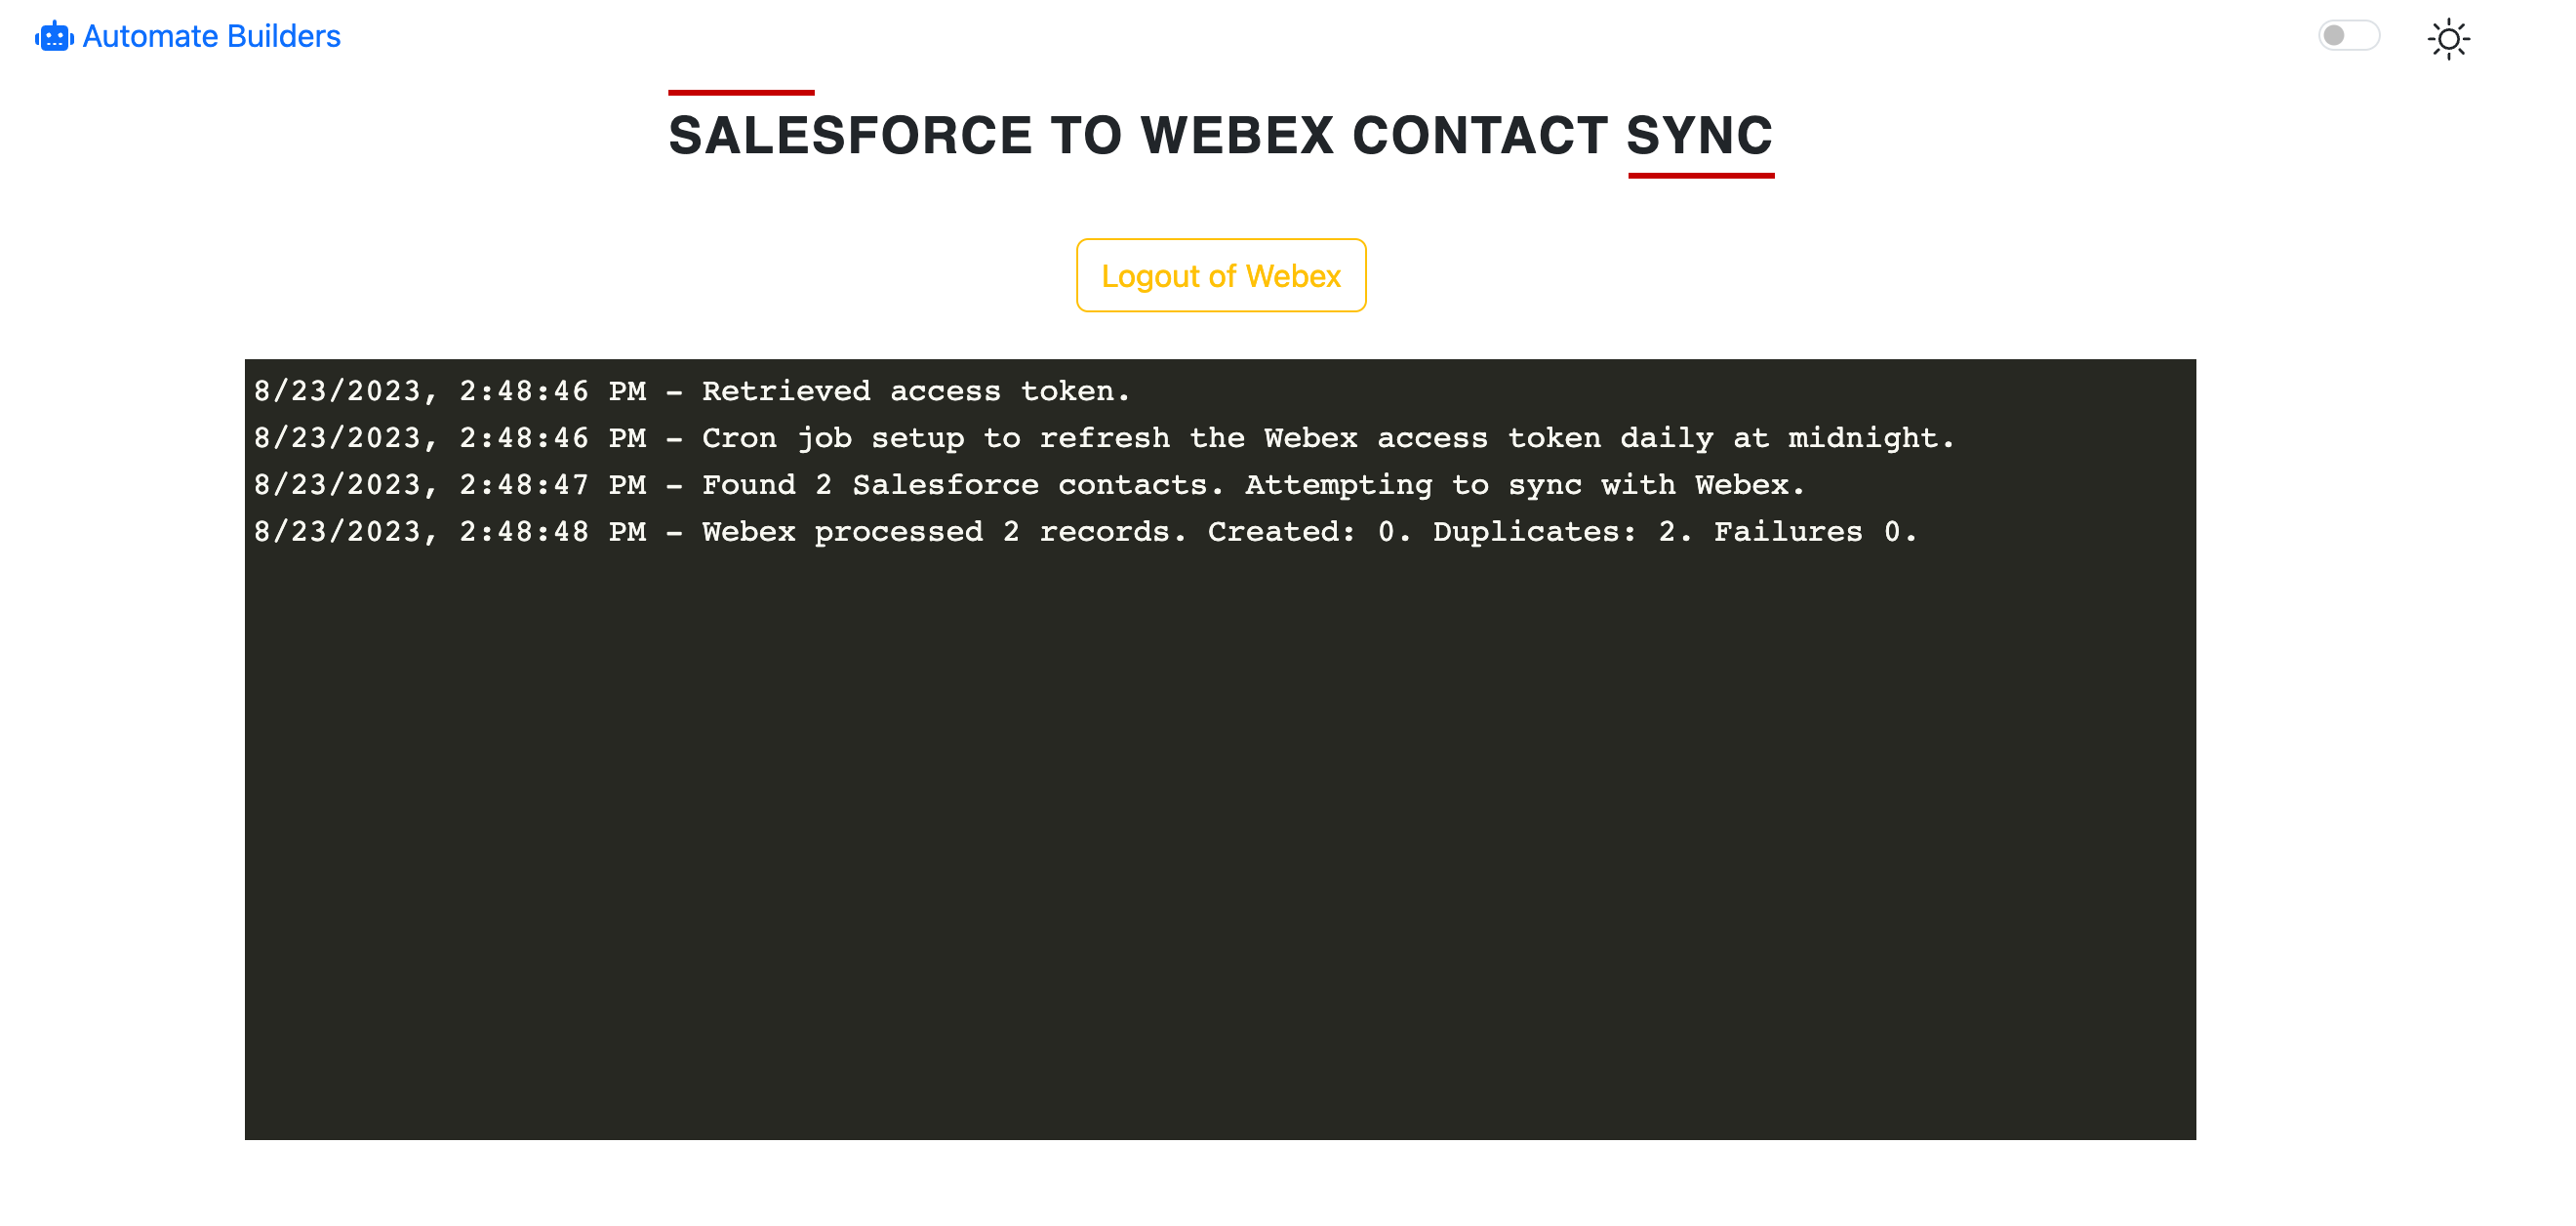 Automate Builders
SALESFORCE TO WEBEX CONTACT SYNC
Logout of Webex
8/23/2023, 2:48:46 PM – Retrieved access token.
8/23/2023, 2:48:46 PM – Cron job setup to refresh the Webex access token daily at midnight.
8/23/2023, 2:48:47 PM – Found 2 Salesforce contacts. Attempting to sync with Webex.
8/23/2023, 2:48:48 PM – Webex processed 2 records. Created: 0. Duplicates: 2. Failures 0.